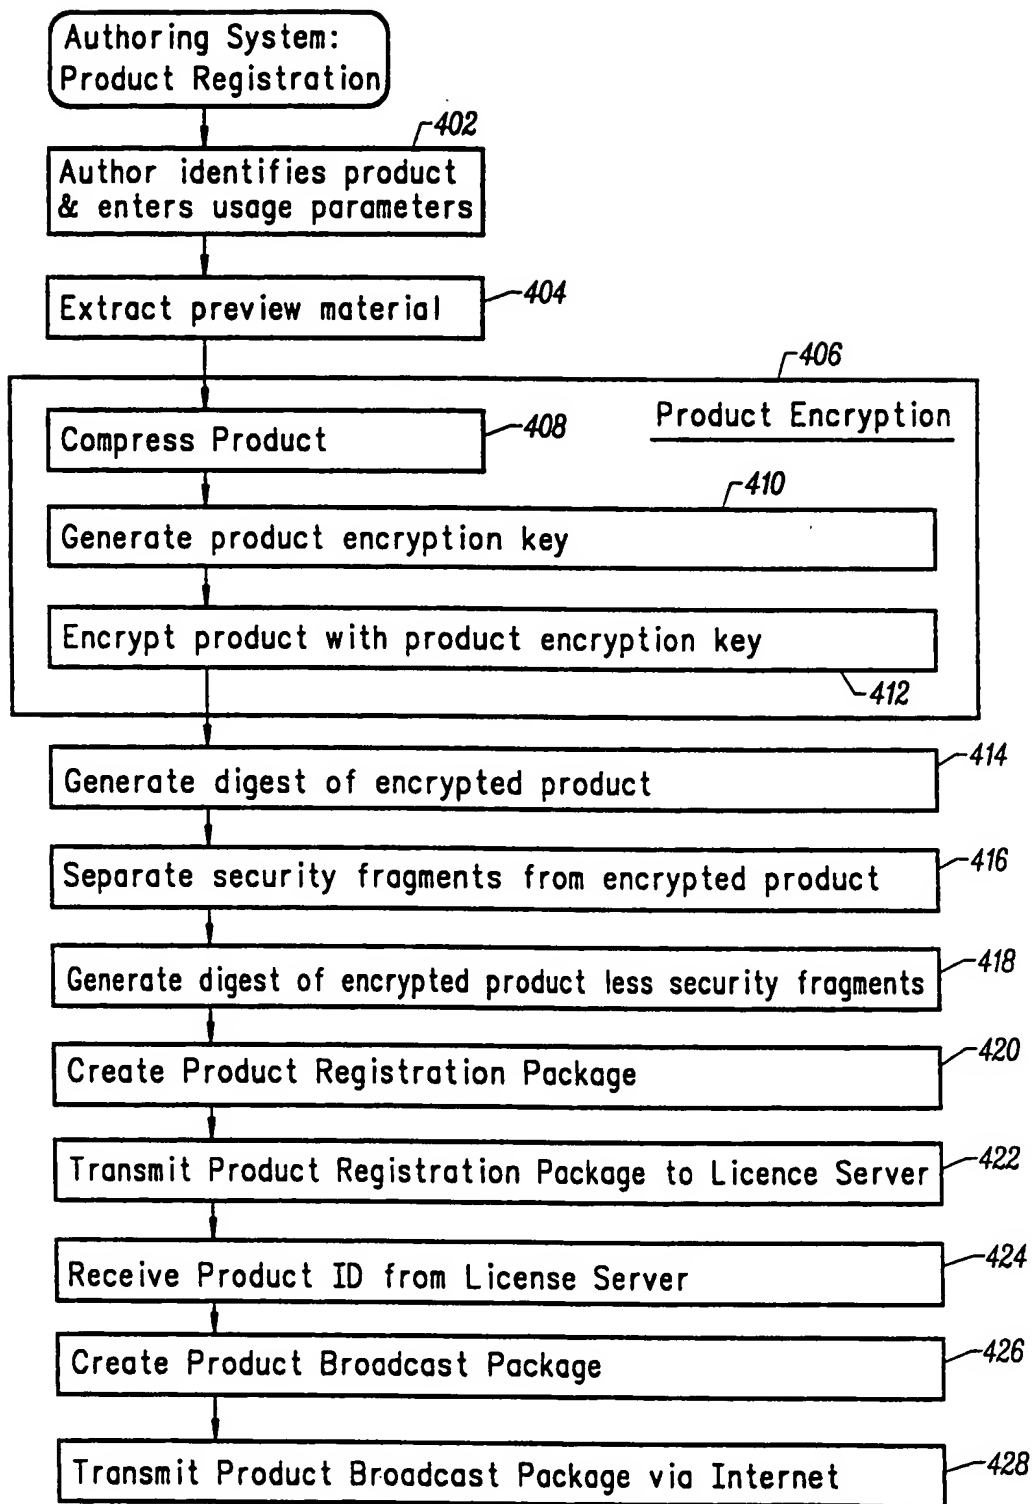 Authoring System:
Product Registration
402
Author identifies product
& enters usage parameters
Extract preview material
404
406
Product Encryption
Compress Product
408
410
Generate product encryption key
Encrypt product with product encryption key
412
Generate digest of encrypted product
414
Separate security fragments from encrypted product
416
Generate digest of encrypted product less security fragments
418
Create Product Registration Package
420
Transmit Product Registration Package to Licence Server
422
Receive Product ID from License Server
424
Create Product Broadcast Package
426
Transmit Product Broadcast Package via Internet
428